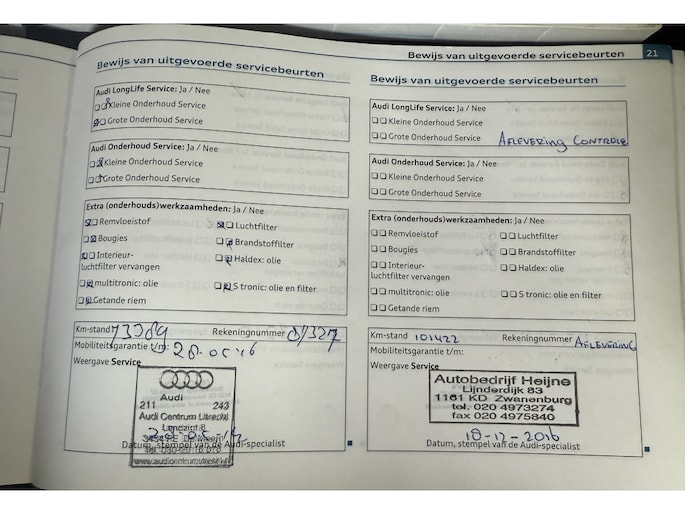 Bewijs van uitgevoerde servicebeurten 21
Bewijs van uitgevoerde servicebeurten
Audi LongLife Service: Ja / Nee
Kleine Onderhoud Service
Grote Onderhoud Service
Audi Onderhoud Service: Ja / Nee
Kleine Onderhoud Service
Grote Onderhoud Service
Extra (onderhouds)werkzaamheden: Ja / Nee
Remvloeistof Luchtfilter
Bougies Brandstoffilter
Interieur-
luchtfilter vervangen Haldex: olie
multitronic: olie S tronic: olie en filter
Getande riem
Km-stand 73389 Rekeningnummer
Mobiliteitsgarantie t/m:
Weergave Service
Audi
211 243
Audi Centrum Utrecht
Datum, stempel van de Audi-specialist
Bewijs van uitgevoerde servicebeurten
Audi LongLife Service: Ja / Nee
Kleine Onderhoud Service
Grote Onderhoud Service AFLEVERING CONTROLE
Audi Onderhoud Service: Ja / Nee
Kleine Onderhoud Service
Grote Onderhoud Service
Extra (onderhouds)werkzaamheden: Ja / Nee
Remvloeistof Luchtfilter
Bougies Brandstoffilter
Interieur-
luchtfilter vervangen Haldex: olie
multitronic: olie S tronic: olie en filter
Getande riem
Km-stand 101422 Rekeningnummer AFLEVERING
Mobiliteitsgarantie t/m:
Weergave Service
Autobedrijf Heijne
Lijnderdijk 83
1161 KD Zwanenburg
tel. 020 4973274
fax 020 4975840
18-12-2016
Datum, stempel van de Audi-specialist